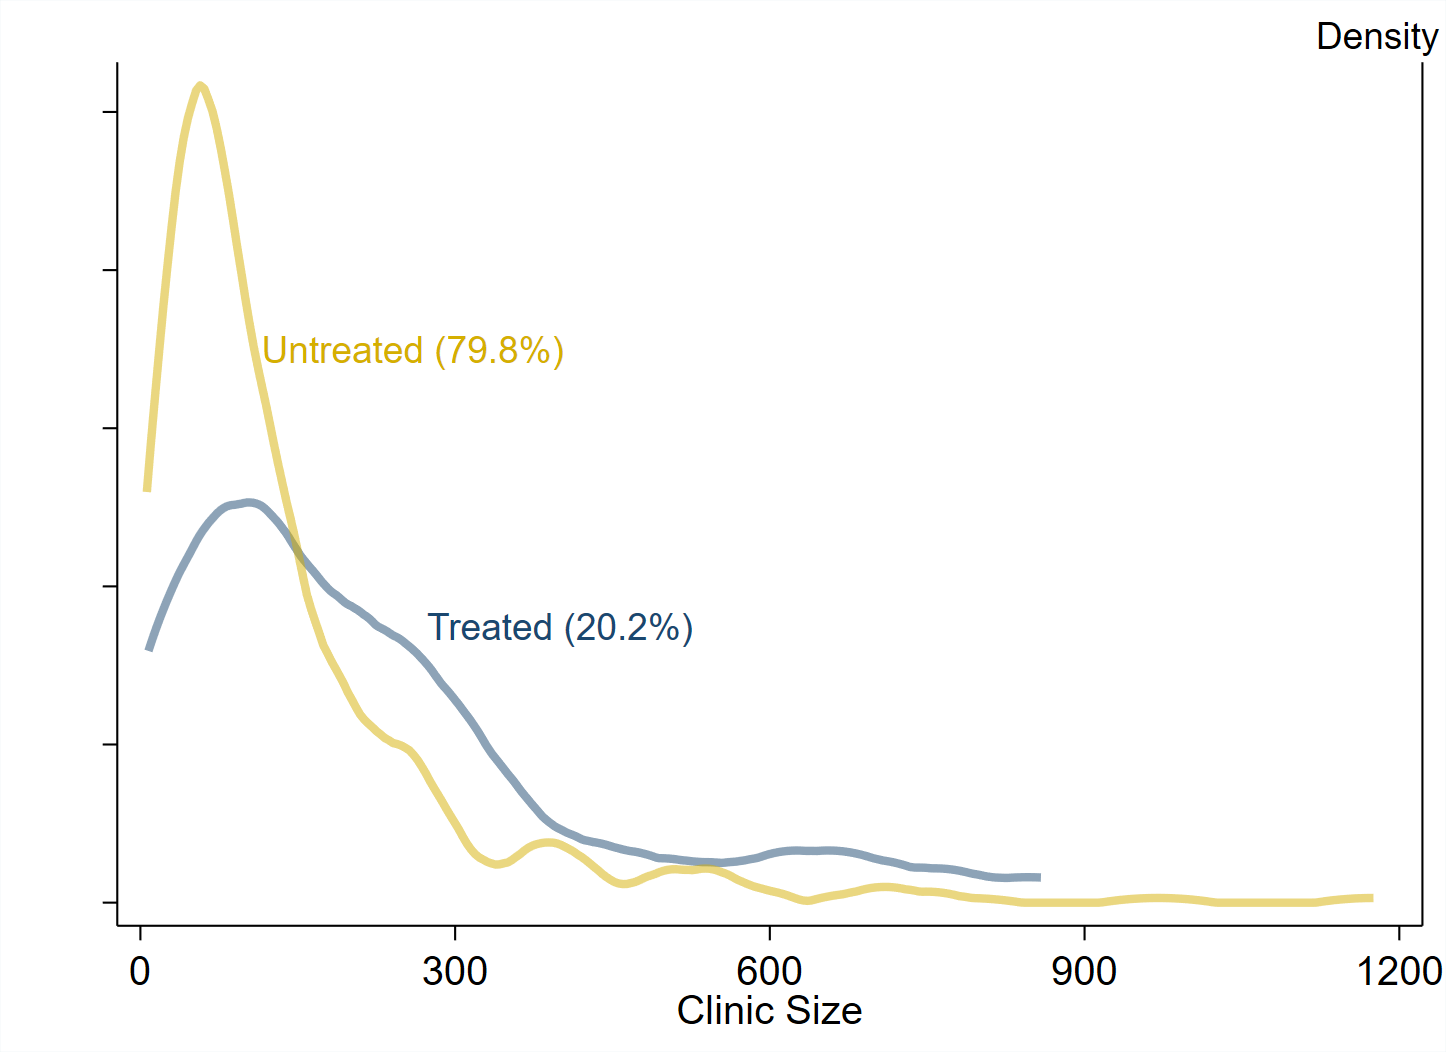 Density
Untreated (79.8%)
Treated (20.2%)
0 300 600 900 1200
Clinic Size